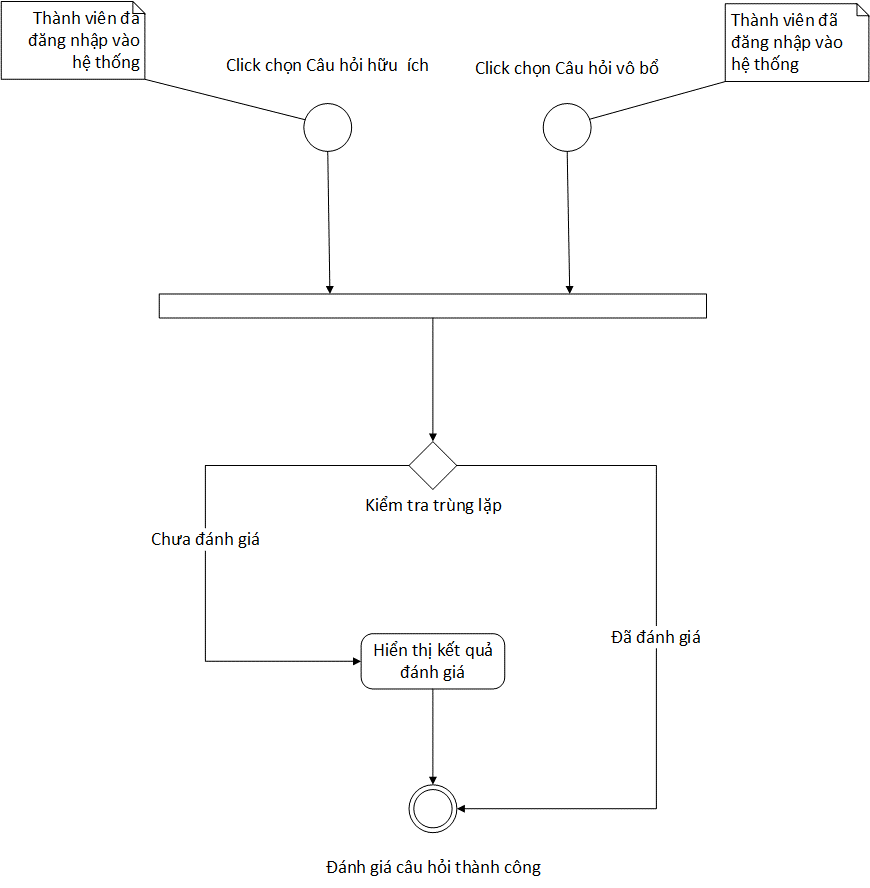 Thành viên đã
đăng nhập vào
hệ thống
Click chọn Câu hỏi hữu ích
Click chọn Câu hỏi vô bổ
Thành viên đã
đăng nhập vào
hệ thống
Kiểm tra trùng lặp
Chưa đánh giá
Đã đánh giá
Hiển thị kết quả
đánh giá
Đánh giá câu hỏi thành công